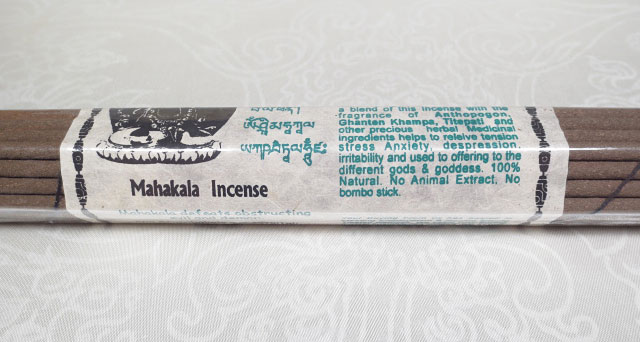 Mahakala Incense
Mahakala defeats obstructing
a blend of this incense with the
fragrence of Anthopogon,
Ghanten Khampa, Titepati
other precious herbal Medicinal
ingredients helps to releive tension
stress Anxiety, despression,
irritability and used to offering to the
different gods & goddess. 100%
Natural. No Animal Extract. No
bombo stick.